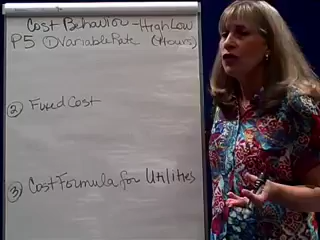 Cost Behavior - High Low
P5 ① Variable Rate (Hours)
② Fixed Cost
③ Cost Formula for Utilities